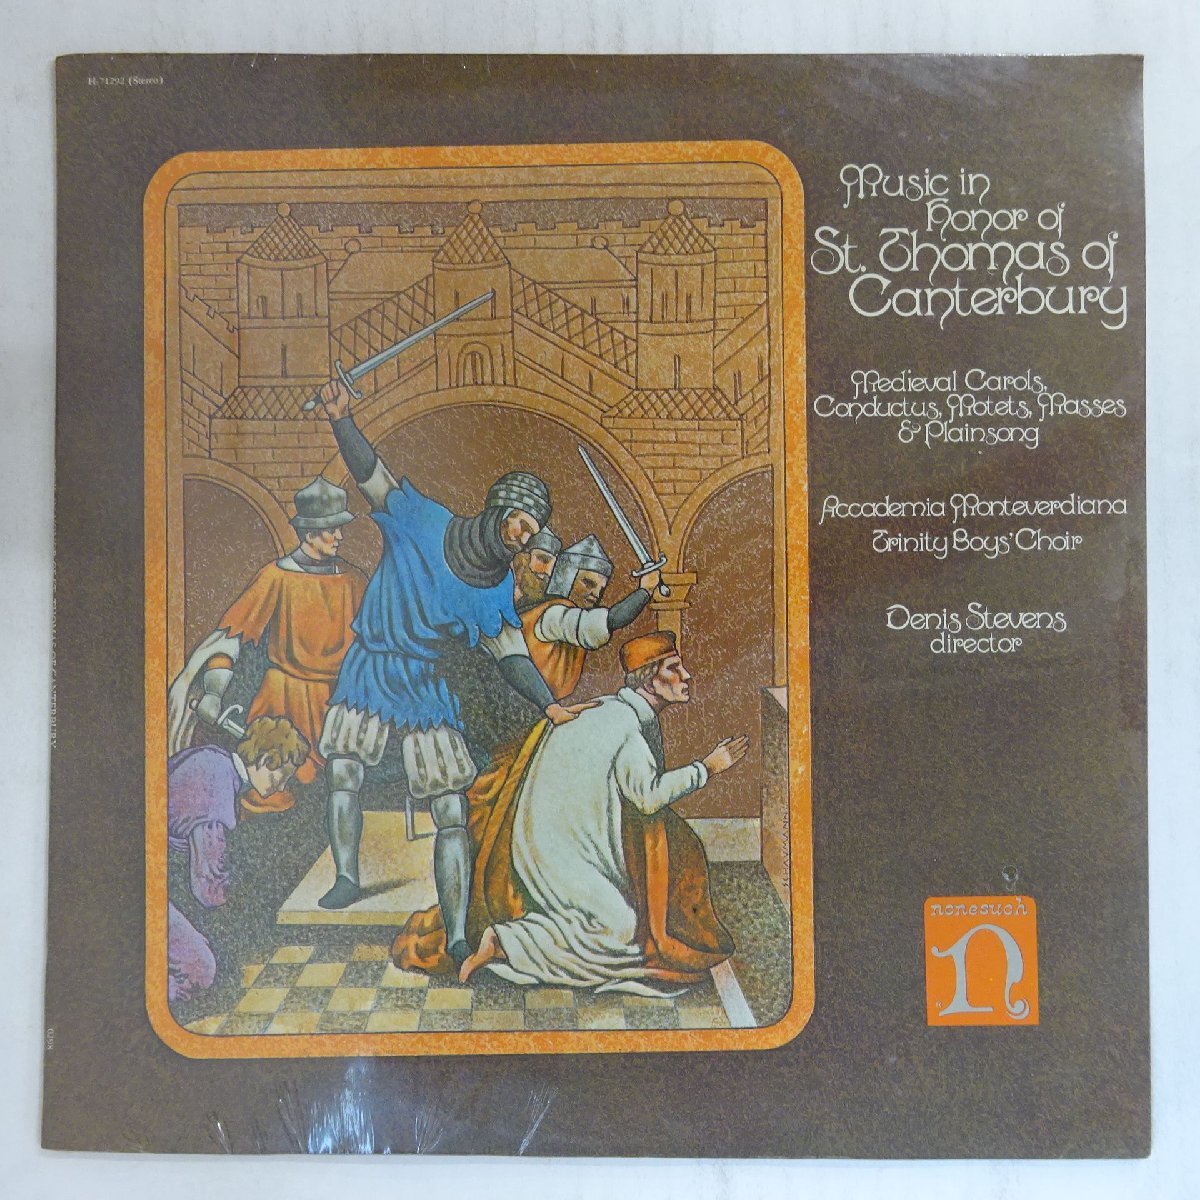 H-71292 (Stereo)
Music in
Honor of
St. Thomas of
Canterbury
Medieval Carols,
Conductus, Motets, Masses
& Plainsong
Accademia Monteverdiana
Trinity Boys' Choir
Denis Stevens
director
SCHAUMANN
nonesuch
n